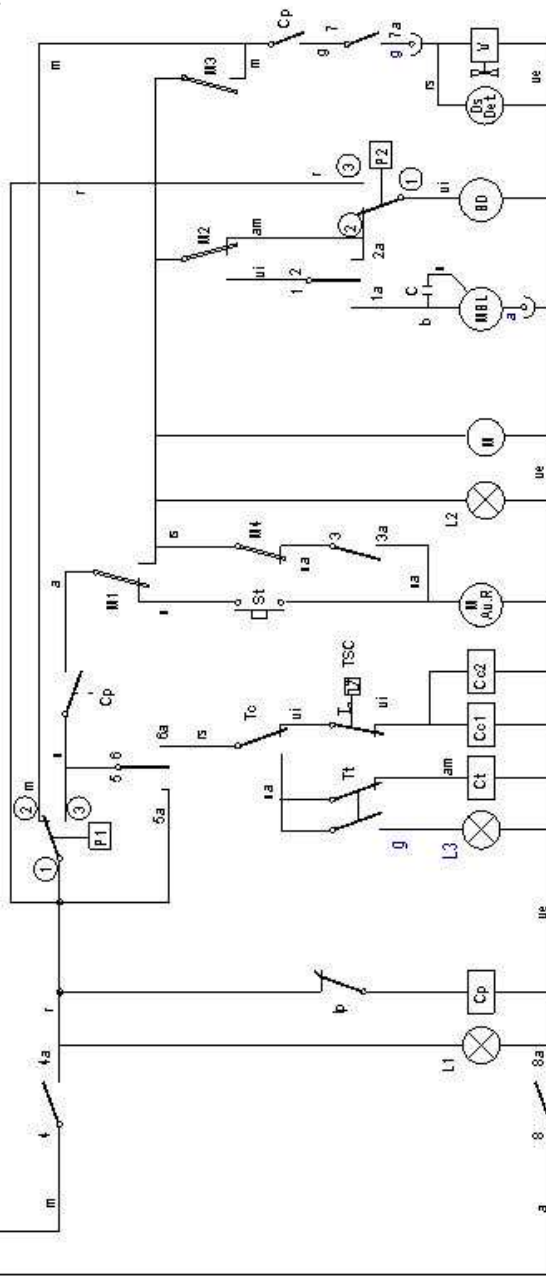 m
4
4a
r
1
P1
2
m
3
a
m
r
Cp
M1
5
6
5a
6a
rs
M2
M3
Cp
m
St
M4
Tc
ui
am
ui
1
2
3
2a
g
7
3
3a
TSC
Tt
ui
P2
2
1
1a
C
b
g
7a
g
am
ui
rs
L1
Cp
L3
Ct
Cc1
Cc2
M
Au.R
L2
M
MBL
BD
Ds
Det
V
a
8
8a
ue
ue
ue
a